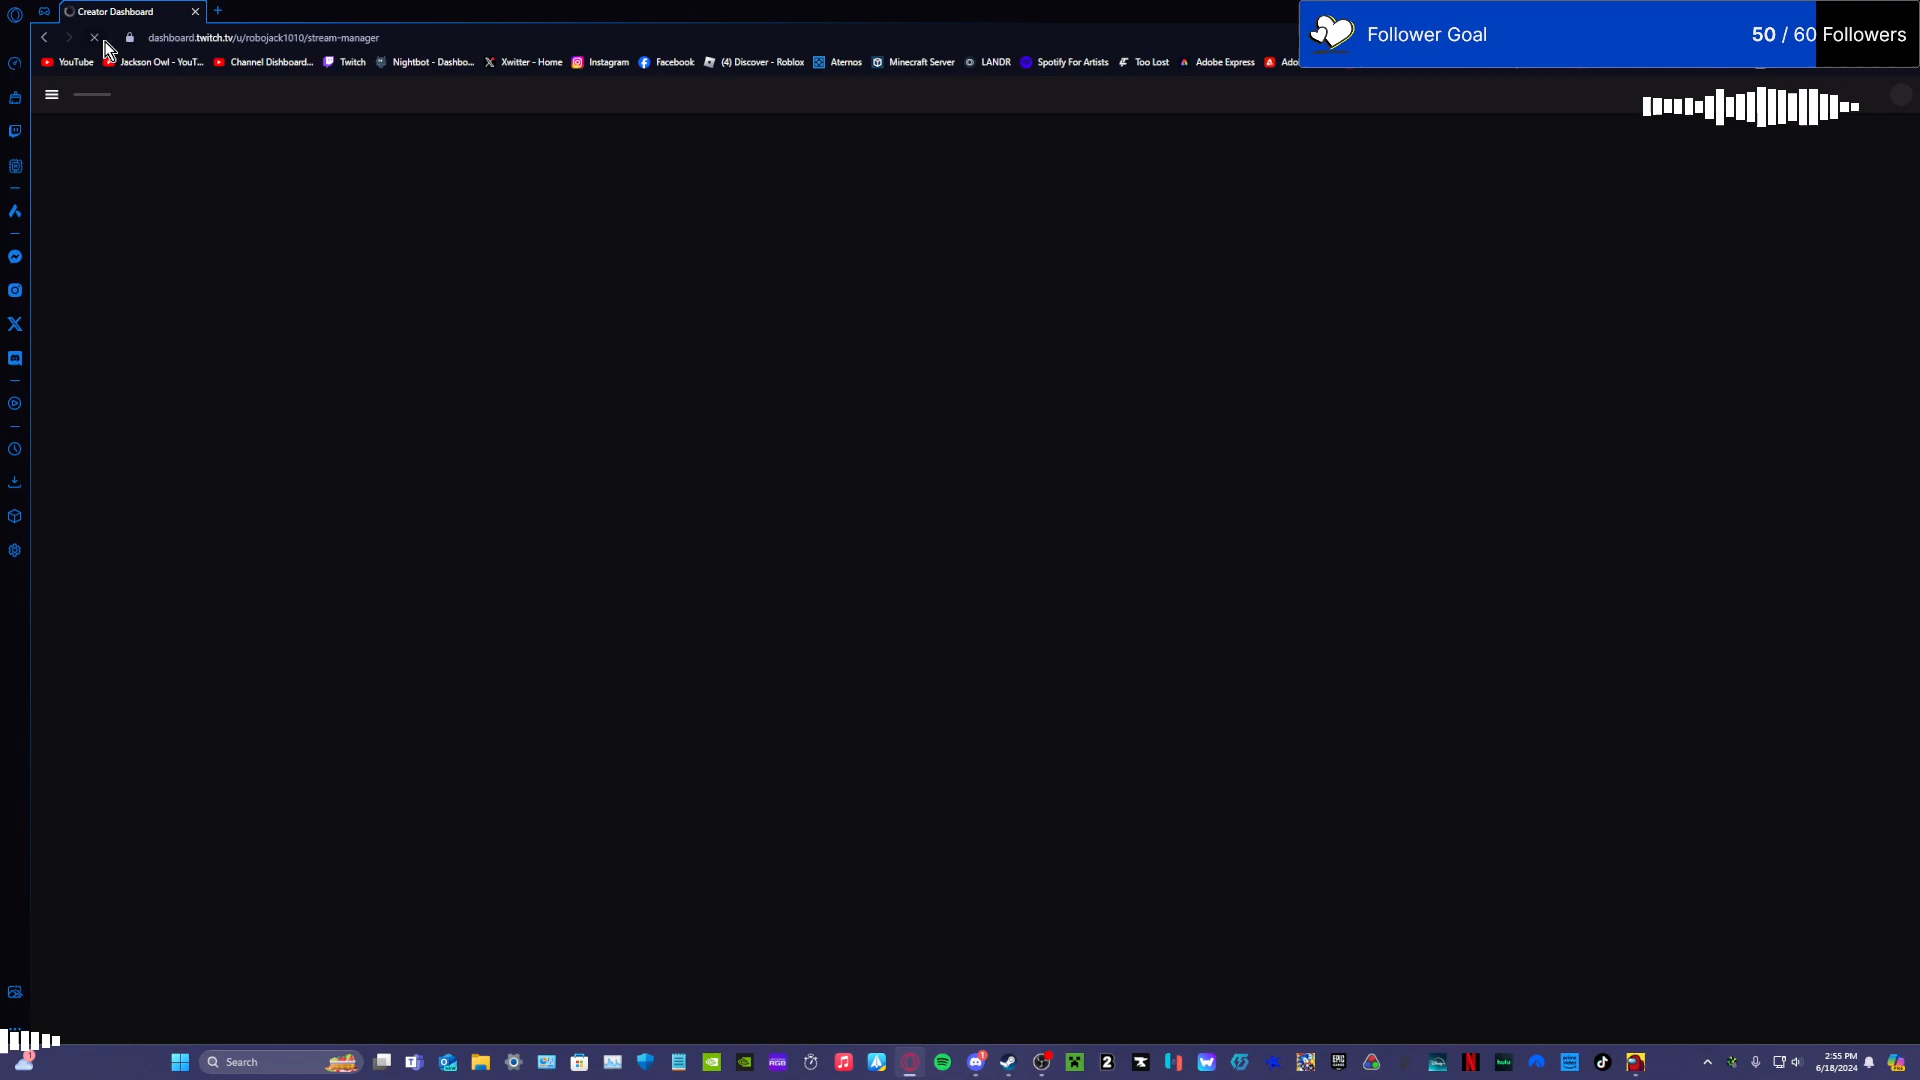 Creator Dashboard
dashboard.twitch.tv/u/robojack1010/stream-manager
YouTube Jackson Owl - YouT... Channel Dashboard... Twitch Nightbot - Dashbo... Xwitter - Home Instagram Facebook (4) Discover - Roblox Aternos Minecraft Server LANDR Spotify For Artists Too Lost Adobe Express
Follower Goal 50 / 60 Followers
Search
2:55 PM
6/18/2024